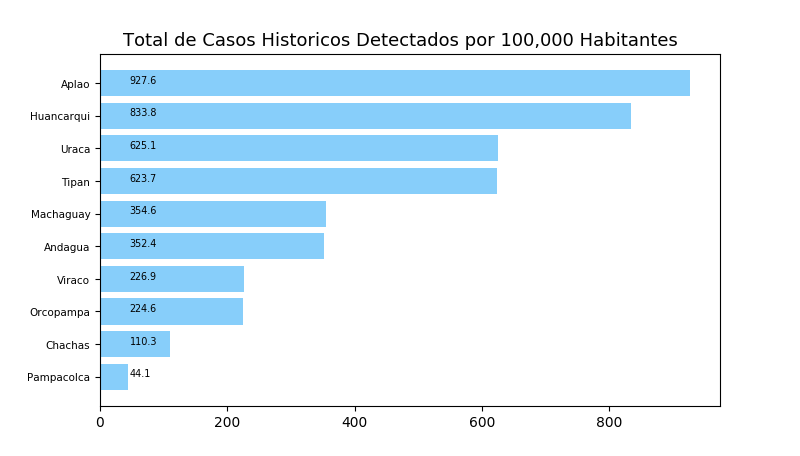 Total de Casos Historicos Detectados por 100,000 Habitantes
Aplao 927.6
Huancarqui 833.8
Uraca 625.1
Tipan 623.7
Machaguay 354.6
Andagua 352.4
Viraco 226.9
Orcopampa 224.6
Chachas 110.3
Pampacolca 44.1
0 200 400 600 800